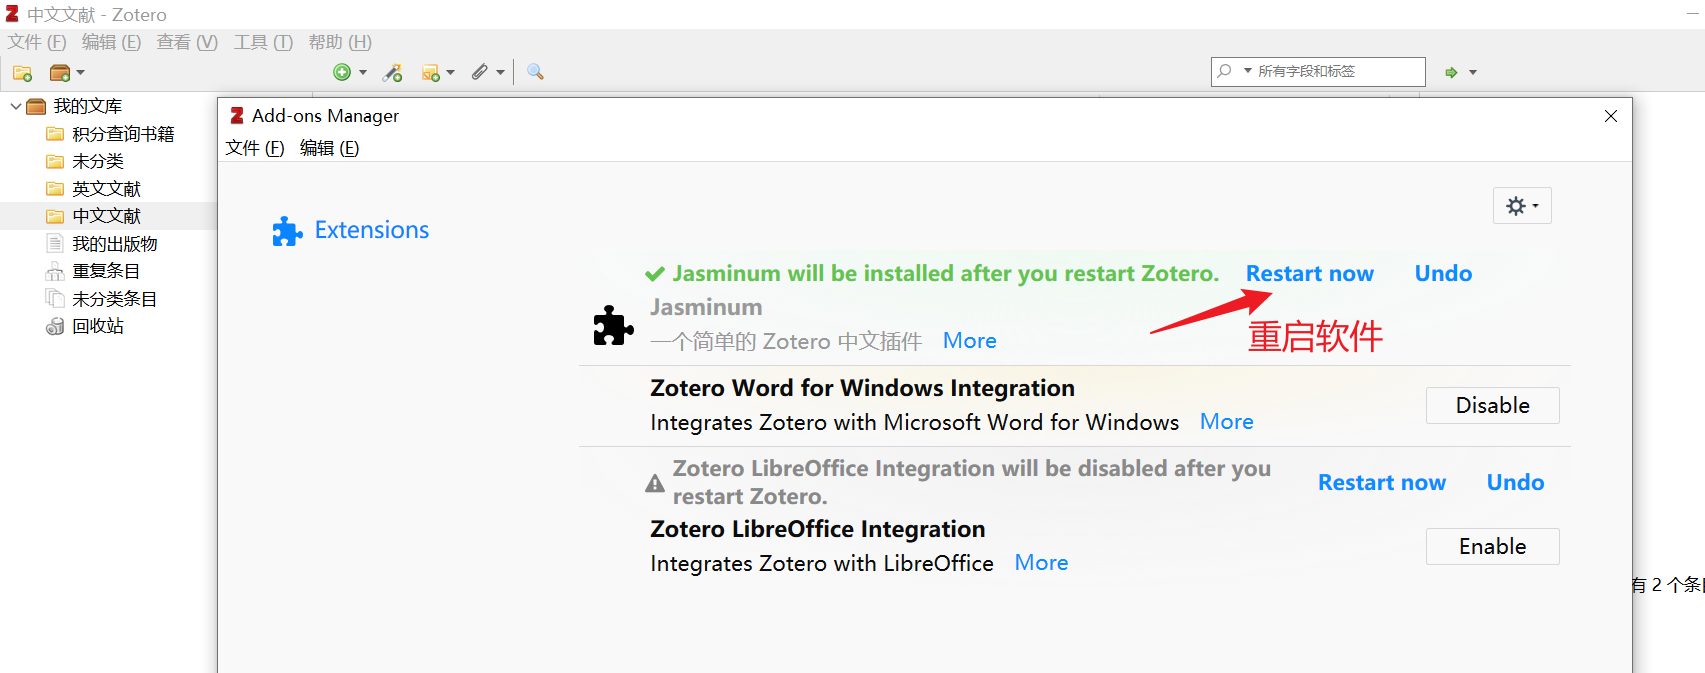 中文文献 - Zotero
文件 (F) 编辑 (E) 查看 (V) 工具 (T) 帮助 (H)
所有字段和标签
我的文库
积分查询书籍
未分类
英文文献
中文文献
我的出版物
重复条目
未分类条目
回收站
Add-ons Manager
文件 (F) 编辑 (E)
Extensions
Jasminum will be installed after you restart Zotero. Restart now Undo
Jasminum
一个简单的 Zotero 中文插件 More
重启软件
Zotero Word for Windows Integration
Integrates Zotero with Microsoft Word for Windows More
Disable
Zotero LibreOffice Integration will be disabled after you
restart Zotero.
Restart now Undo
Zotero LibreOffice Integration
Integrates Zotero with LibreOffice More
Enable
有 2 个条